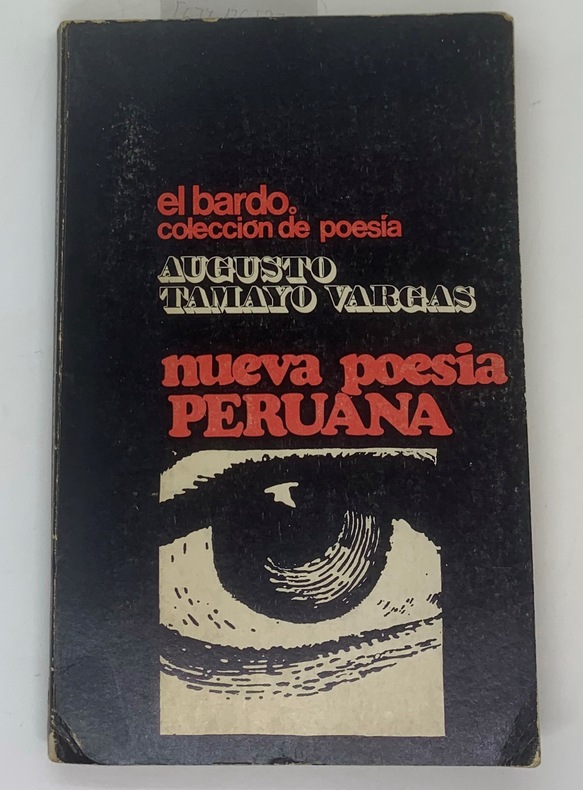 el bardo.
colección de poesía
AUGUSTO
TAMAYO VARGAS
nueva poesia
PERUANA